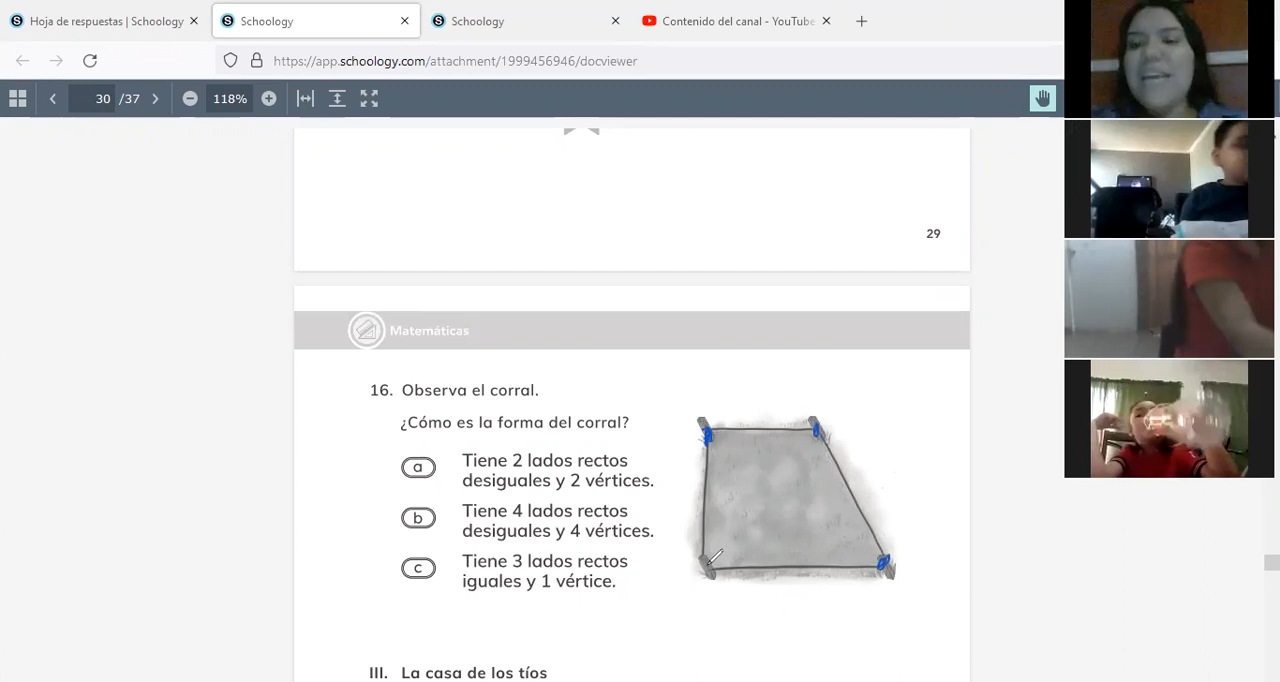 Hoja de respuestas | Schoology
Schoology
Schoology
Contenido del canal - YouTube
https://app.schoology.com/attachment/1999456946/docviewer
30 /37
118%
29
Matemáticas
16. Observa el corral.
¿Cómo es la forma del corral?
a Tiene 2 lados rectos
desiguales y 2 vértices.
b Tiene 4 lados rectos
desiguales y 4 vértices.
c Tiene 3 lados rectos
iguales y 1 vértice.
III. La casa de los tíos